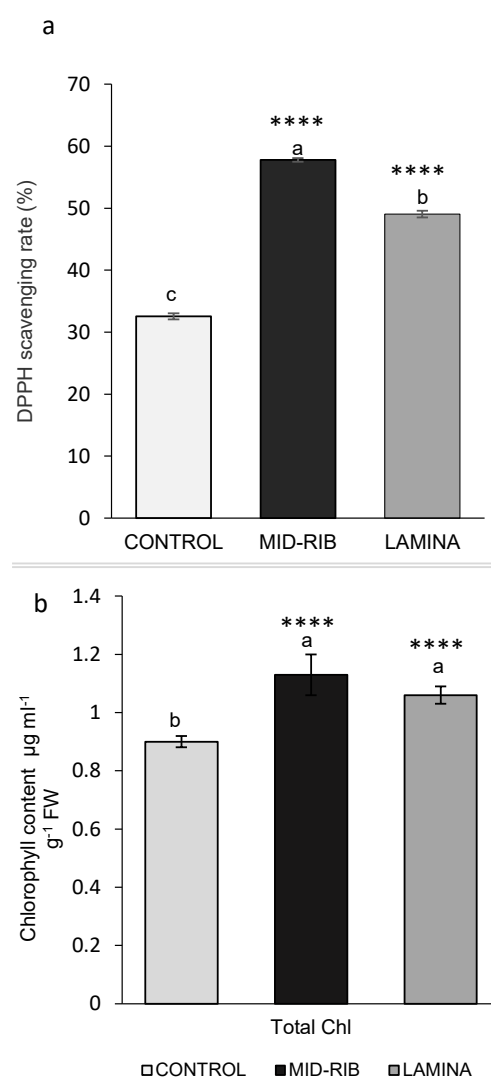 a
70
60
50
40
30
20
10
0
DPPH scavenging rate (%)
c
****
a
****
b
CONTROL MID-RIB LAMINA
b
1.4
1.2
1
0.8
0.6
0.4
0.2
0
Chlorophyll content µg ml-1
g-1 FW
b
****
a
****
a
Total Chl
CONTROL MID-RIB LAMINA